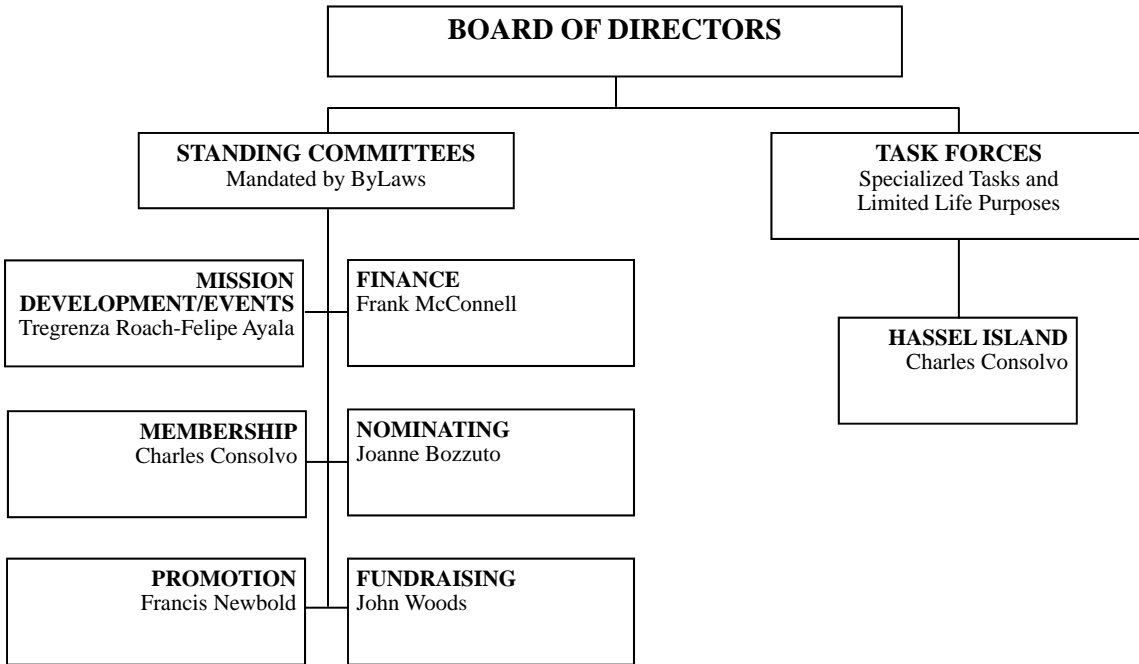 BOARD OF DIRECTORS
STANDING COMMITTEES
Mandated by ByLaws
TASK FORCES
Specialized Tasks and
Limited Life Purposes
MISSION
DEVELOPMENT/EVENTS
Tregrenza Roach-Felipe Ayala
FINANCE
Frank McConnell
HASSEL ISLAND
Charles Consolvo
MEMBERSHIP
Charles Consolvo
NOMINATING
Joanne Bozzuto
PROMOTION
Francis Newbold
FUNDRAISING
John Woods